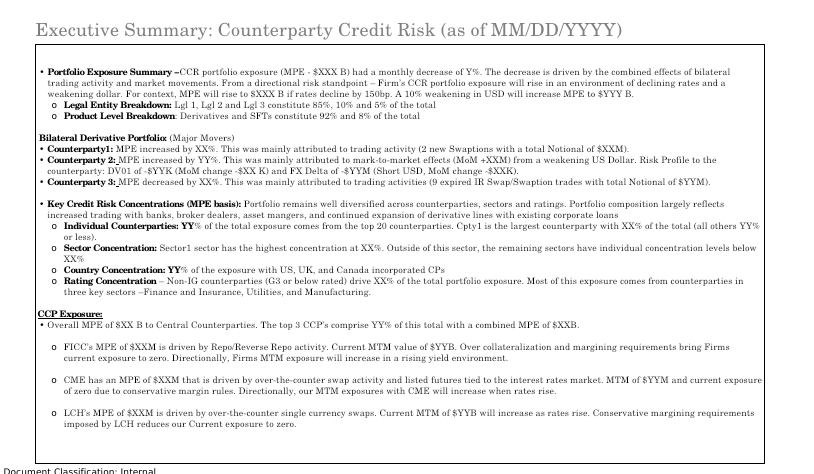 Executive Summary: Counterparty Credit Risk (as of MM/DD/YYYY)
• Portfolio Exposure Summary –CCR portfolio exposure (MPE - $XXX B) had a monthly decrease of Y%. The decrease is driven by the combined effects of bilateral
trading activity and market movements. From a directional risk standpoint – Firm's CCR portfolio exposure will rise in an environment of declining rates and a
weakening dollar. For context, MPE will rise to $XXX B if rates decline by 150bp. A 10% weakening in USD will increase MPE to $YYY B.
o Legal Entity Breakdown: Lgl 1, Lgl 2 and Lgl 3 constitute 85%, 10% and 5% of the total
o Product Level Breakdown: Derivatives and SFTs constitute 92% and 8% of the total
Bilateral Derivative Portfolio: (Major Movers)
• Counterparty1: MPE increased by XX%. This was mainly attributed to trading activity (2 new Swaptions with a total Notional of $XXM).
• Counterparty 2: MPE increased by YY%. This was mainly attributed to mark-to-market effects (MoM +XXM) from a weakening US Dollar. Risk Profile to the
counterparty: DV01 of -$YYK (MoM change -$XX K) and FX Delta of -$YYM (Short USD, MoM change -$XXK).
• Counterparty 3: MPE decreased by XX%. This was mainly attributed to trading activities (9 expired IR Swap/Swaption trades with total Notional of $YYM).
• Key Credit Risk Concentrations (MPE basis): Portfolio remains well diversified across counterparties, sectors and ratings. Portfolio composition largely reflects
increased trading with banks, broker dealers, asset mangers, and continued expansion of derivative lines with existing corporate loans
o Individual Counterparties: YY% of the total exposure comes from the top 20 counterparties. Cpty1 is the largest counterparty with XX% of the total (all others YY%
or less).
o Sector Concentration: Sector1 sector has the highest concentration at XX%. Outside of this sector, the remaining sectors have individual concentration levels below
XX%
o Country Concentration: YY% of the exposure with US, UK, and Canada incorporated CPs
o Rating Concentration – Non-IG counterparties (G3 or below rated) drive XX% of the total portfolio exposure. Most of this exposure comes from counterparties in
three key sectors –Finance and Insurance, Utilities, and Manufacturing.
CCP Exposure:
• Overall MPE of $XX B to Central Counterparties. The top 3 CCP's comprise YY% of this total with a combined MPE of $XXB.
o FICC's MPE of $XXM is driven by Repo/Reverse Repo activity. Current MTM value of $YYB. Over collateralization and margining requirements bring Firms
current exposure to zero. Directionally, Firms MTM exposure will increase in a rising yield environment.
o CME has an MPE of $XXM that is driven by over-the-counter swap activity and listed futures tied to the interest rates market. MTM of $YYM and current exposure
of zero due to conservative margin rules. Directionally, our MTM exposures with CME will increase when rates rise.
o LCH's MPE of $XXM is driven by over-the-counter single currency swaps. Current MTM of $YYB will increase as rates rise. Conservative margining requirements
imposed by LCH reduces our Current exposure to zero.
Document Classification: Internal